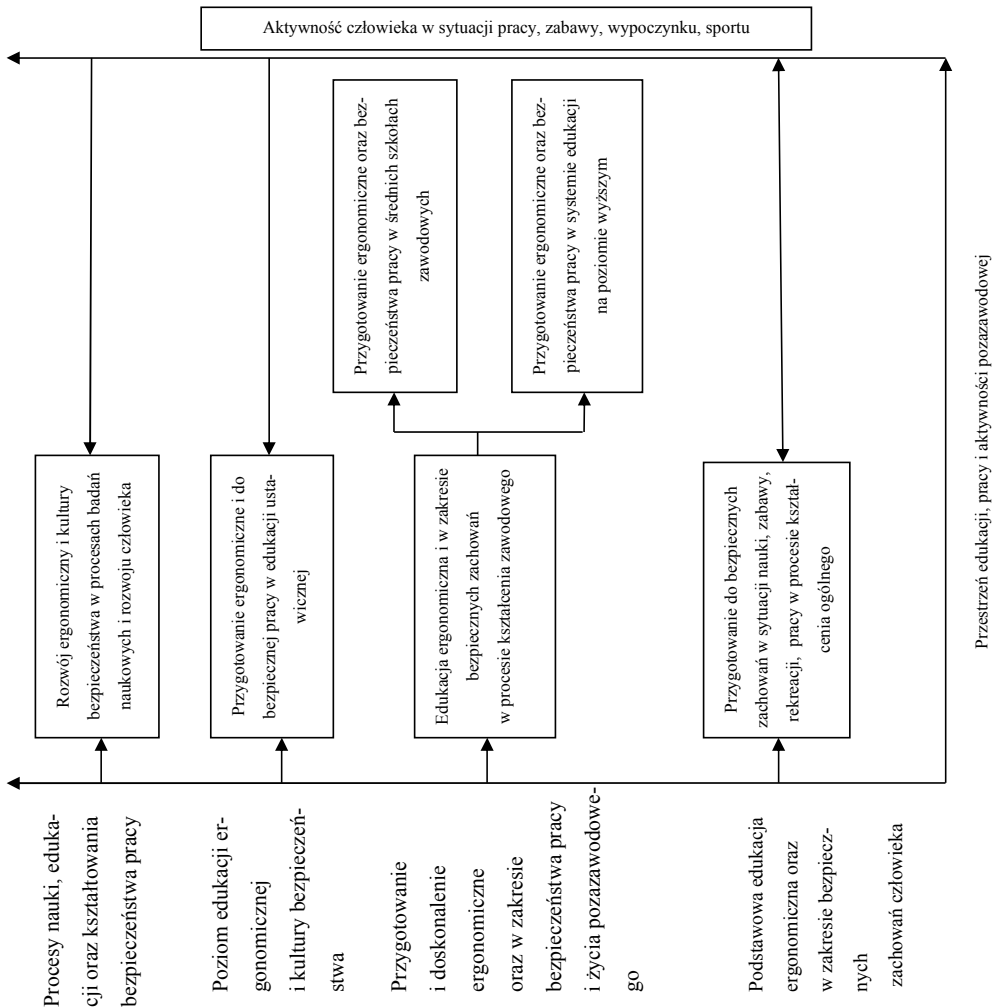 Aktywność człowieka w sytuacji pracy, zabawy, wypoczynku, sportu
Rozwój ergonomiczny i kultury
bezpieczeństwa w procesach badań
naukowych i rozwoju człowieka
Przygotowanie ergonomiczne i do
bezpiecznej pracy w edukacji usta-
wicznej
Przygotowanie ergonomiczne oraz bez-
pieczeństwa pracy w średnich szkołach
zawodowych
Przygotowanie ergonomiczne oraz bez-
pieczeństwa pracy w systemie edukacji
na poziomie wyższym
Edukacja ergonomiczna i w zakresie
bezpiecznych zachowań
w procesie kształcenia zawodowego
Przygotowanie do bezpiecznych
zachowań w sytuacji nauki, zabawy,
rekreacji, pracy w procesie kształ-
cenia ogólnego
Procesy nauki, eduka-
cji oraz kształtowania
bezpieczeństwa pracy
Poziom edukacji er-
gonomicznej
i kultury bezpieczeń-
stwa
Przygotowanie
i doskonalenie
ergonomiczne
oraz w zakresie
bezpieczeństwa pracy
i życia pozazawodowe-
go
Podstawowa edukacja
ergonomiczna oraz
w zakresie bezpiecz-
nych
zachowań człowieka
Przestrzeń edukacji, pracy i aktywności pozazawodowej